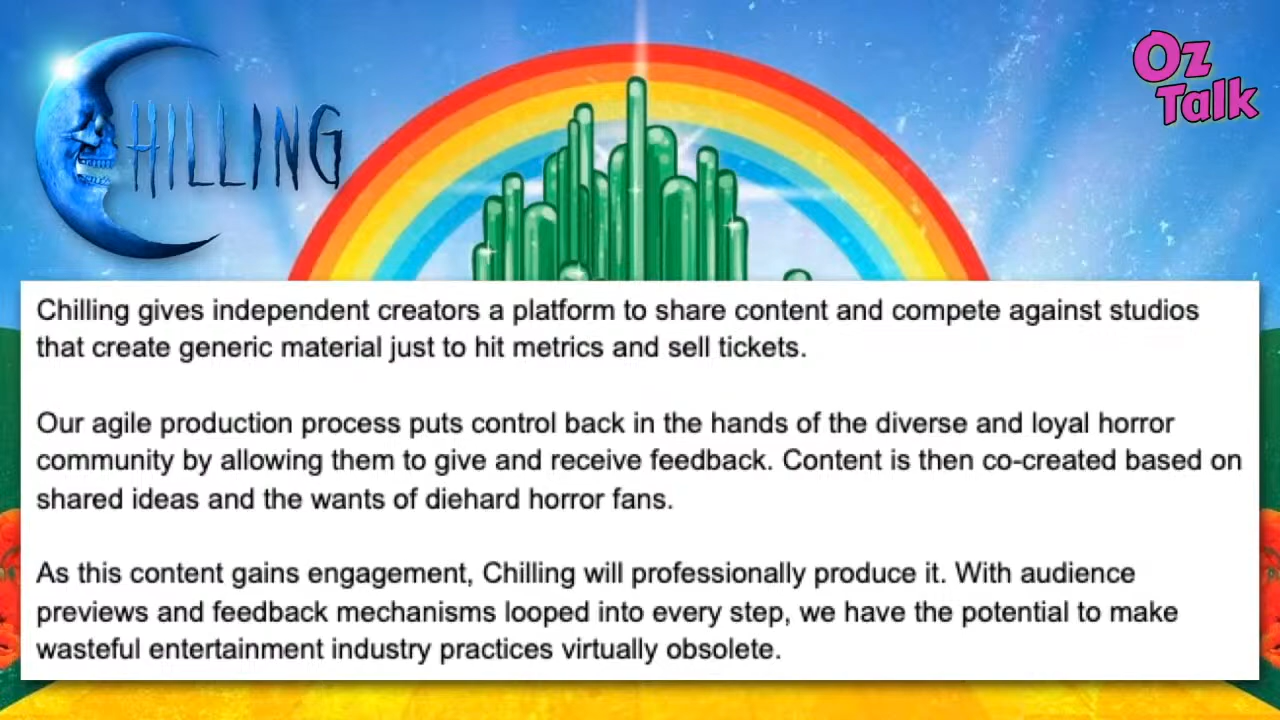 CHILLING
Oz
Talk
Chilling gives independent creators a platform to share content and compete against studios
that create generic material just to hit metrics and sell tickets.
Our agile production process puts control back in the hands of the diverse and loyal horror
community by allowing them to give and receive feedback. Content is then co-created based on
shared ideas and the wants of diehard horror fans.
As this content gains engagement, Chilling will professionally produce it. With audience
previews and feedback mechanisms looped into every step, we have the potential to make
wasteful entertainment industry practices virtually obsolete.